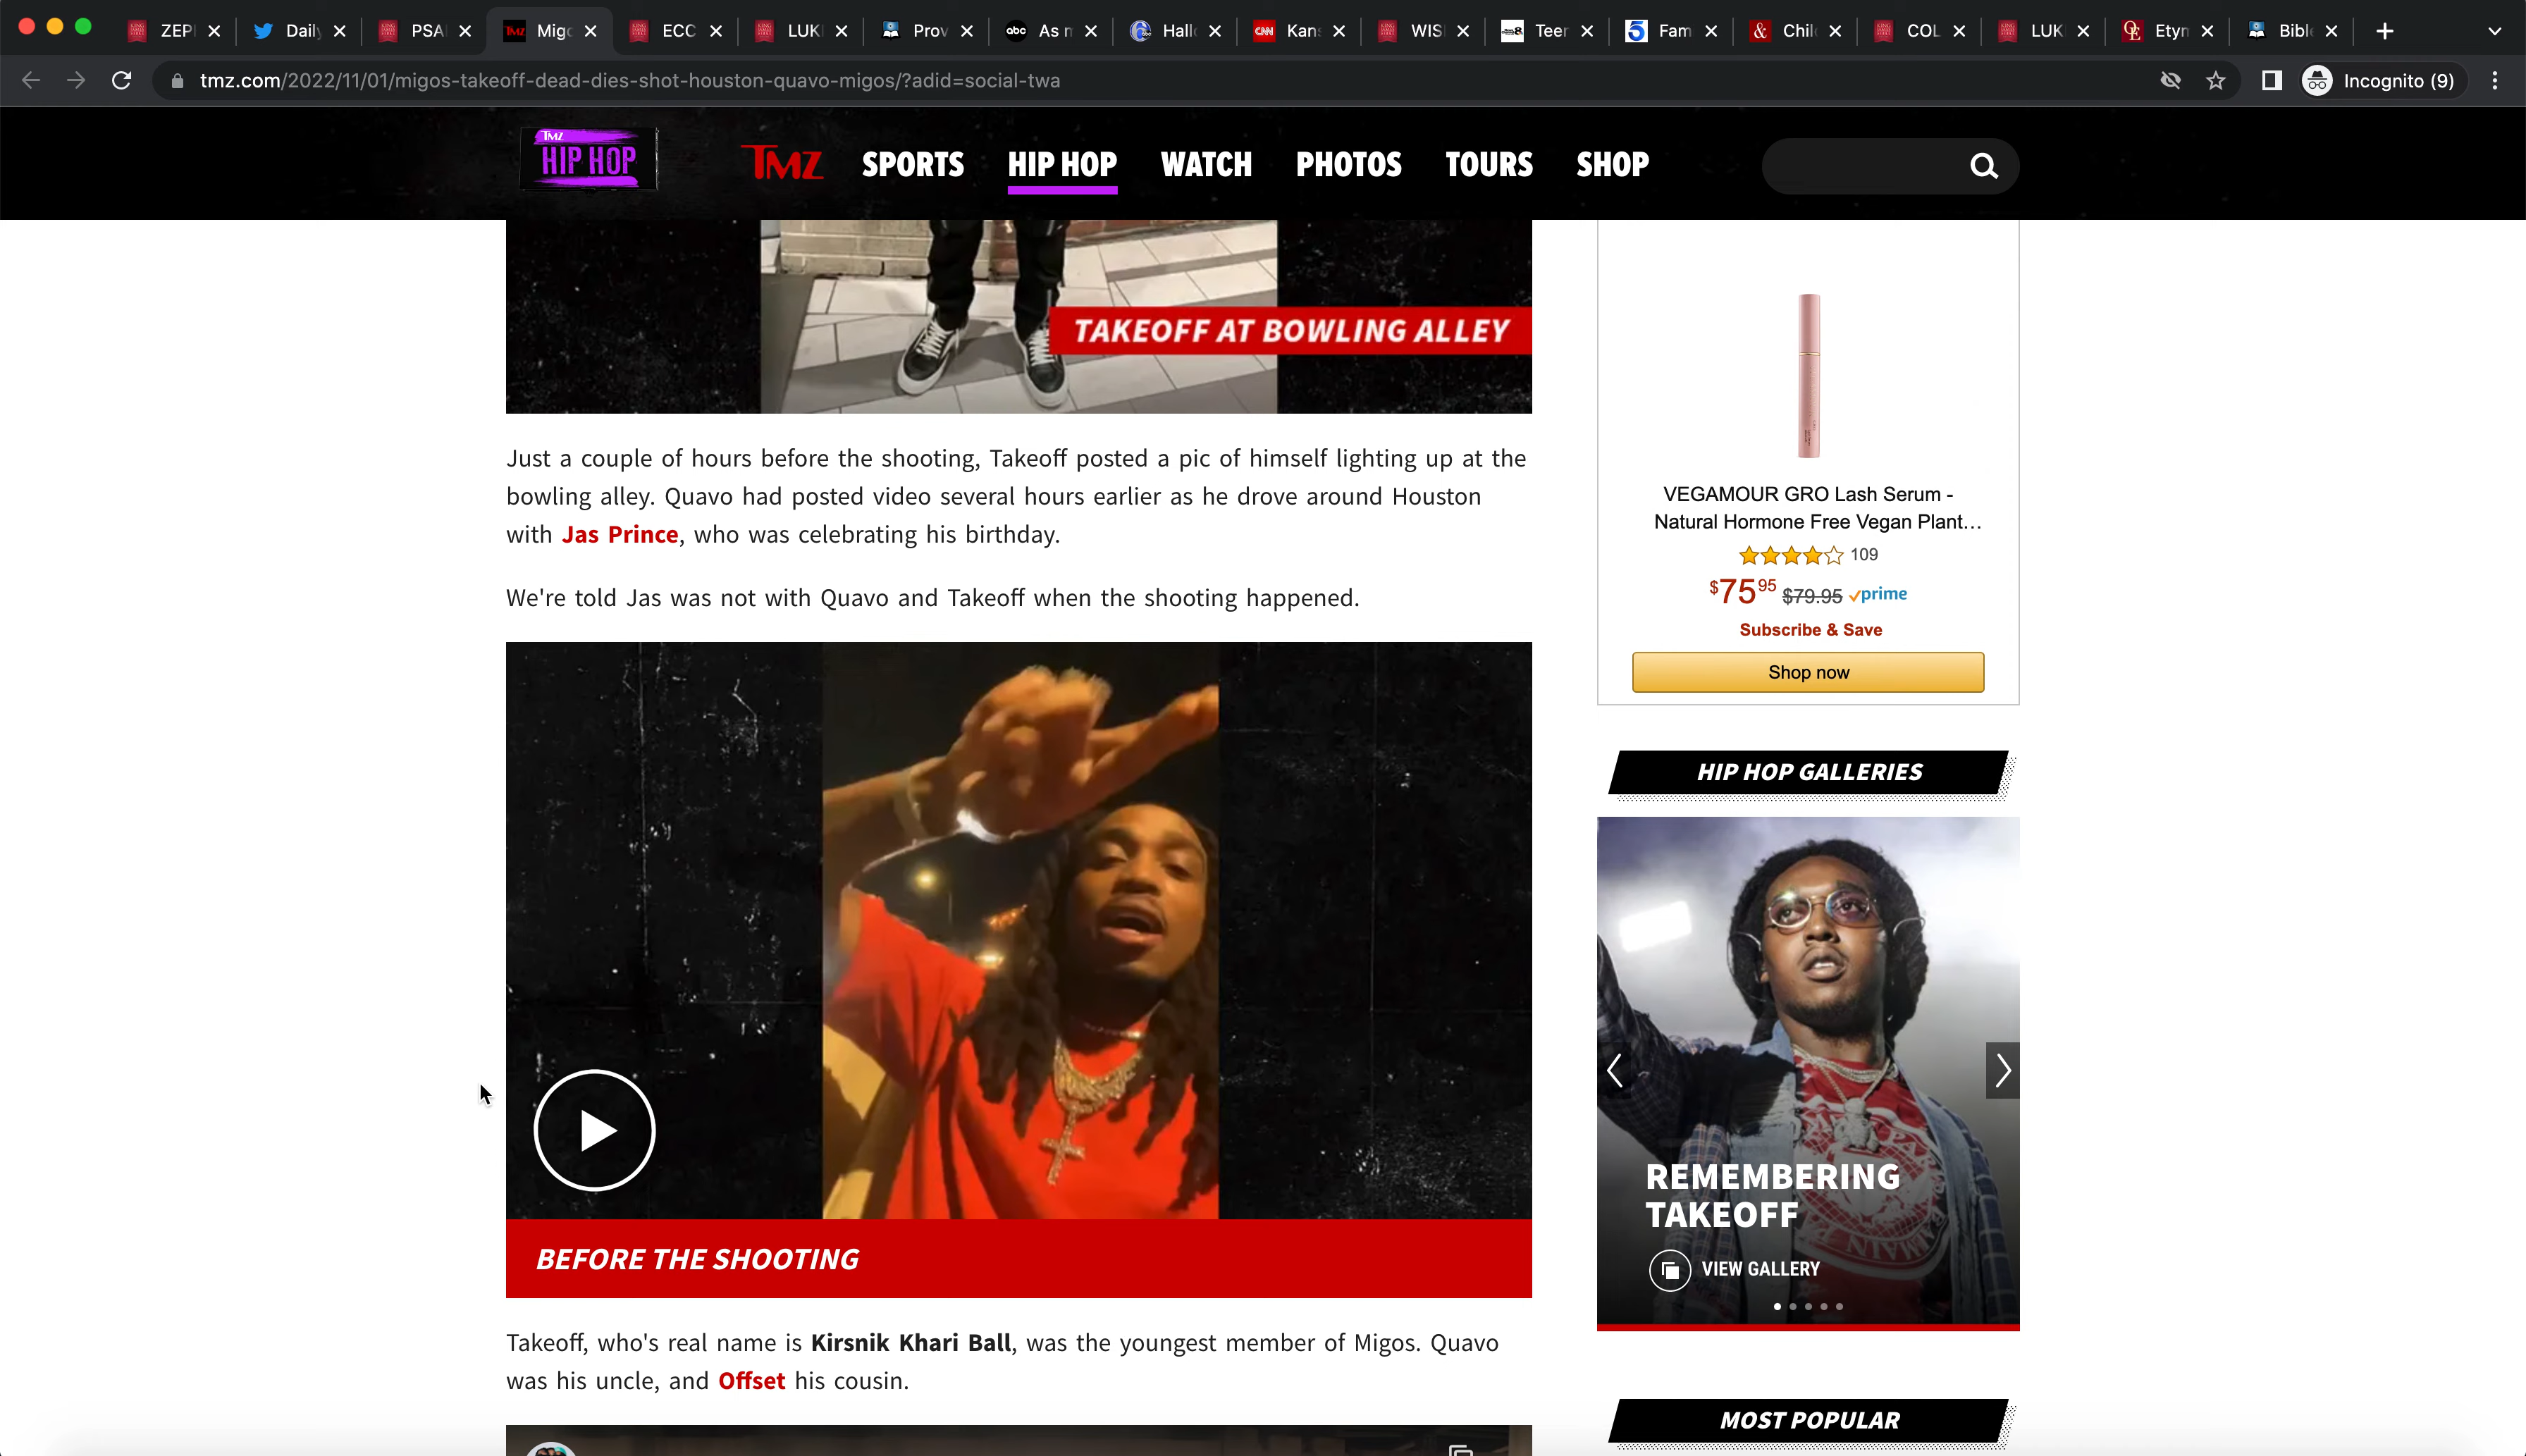 ZEPH
Daily
PSA
Migo
ECC
LUK
Prov
As m
Hall
CNN
Kans
WIS
Teen
Fam
Chil
COL
LUK
Etym
Bibl
tmz.com/2022/11/01/migos-takeoff-dead-dies-shot-houston-quavo-migos/?adid=social-twa
Incognito (9)
TMZ
HIP HOP
TMZ
SPORTS
HIP HOP
WATCH
PHOTOS
TOURS
SHOP
TAKEOFF AT BOWLING ALLEY
Just a couple of hours before the shooting, Takeoff posted a pic of himself lighting up at the
bowling alley. Quavo had posted video several hours earlier as he drove around Houston
with Jas Prince, who was celebrating his birthday.
We're told Jas was not with Quavo and Takeoff when the shooting happened.
BEFORE THE SHOOTING
Takeoff, who's real name is Kirsnik Khari Ball, was the youngest member of Migos. Quavo
was his uncle, and Offset his cousin.
VEGAMOUR GRO Lash Serum -
Natural Hormone Free Vegan Plant...
109
$75 95 $79.95 prime
Subscribe & Save
Shop now
HIP HOP GALLERIES
REMEMBERING
TAKEOFF
VIEW GALLERY
MOST POPULAR